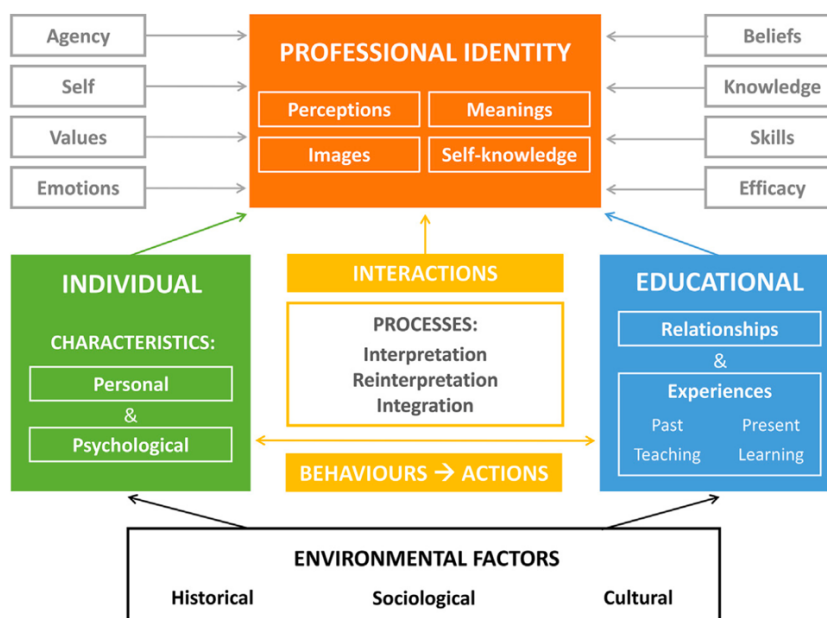 Agency
Self
Values
Emotions
PROFESSIONAL IDENTITY
Perceptions
Meanings
Images
Self-knowledge
Beliefs
Knowledge
Skills
Efficacy
INDIVIDUAL
CHARACTERISTICS:
Personal
&
Psychological
INTERACTIONS
PROCESSES:
Interpretation
Reinterpretation
Integration
BEHAVIOURS → ACTIONS
EDUCATIONAL
Relationships
&
Experiences
Past Present
Teaching Learning
ENVIRONMENTAL FACTORS
Historical Sociological Cultural